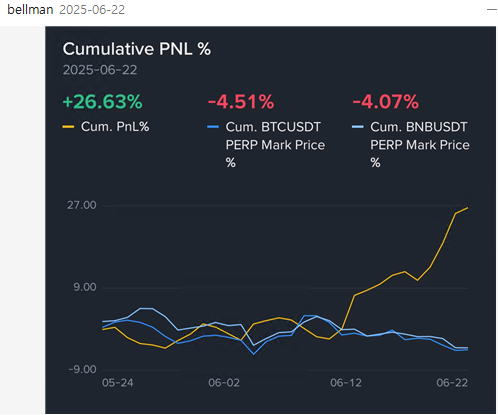 bellman 2025-06-22
Cumulative PNL %
2025-06-22
+26.63% -4.51% -4.07%
Cum. PnL% Cum. BTCUSDT Cum. BNBUSDT
PERP Mark Price PERP Mark Price
% %
27.00
9.00
-9.00
05-24 06-02 06-12 06-22